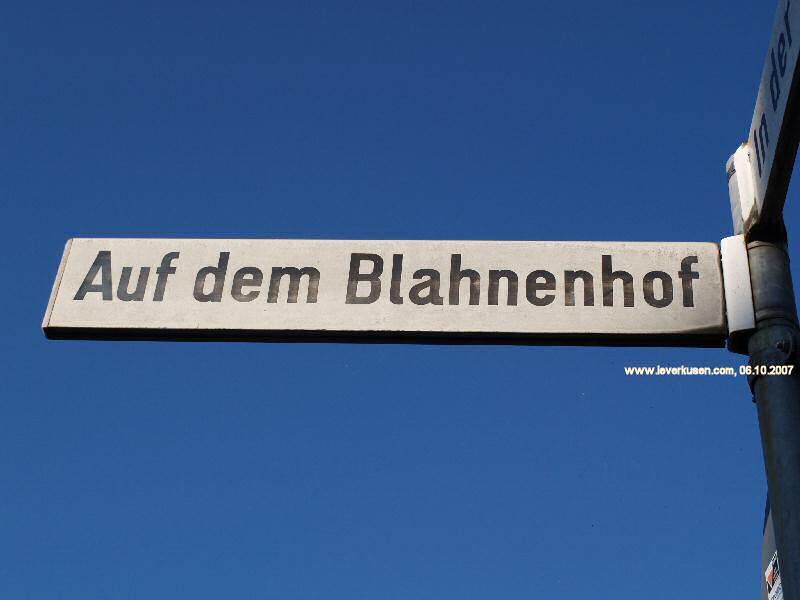 Auf dem Blahnenhof
In der
www.leverkusen.com, 06.10.2007